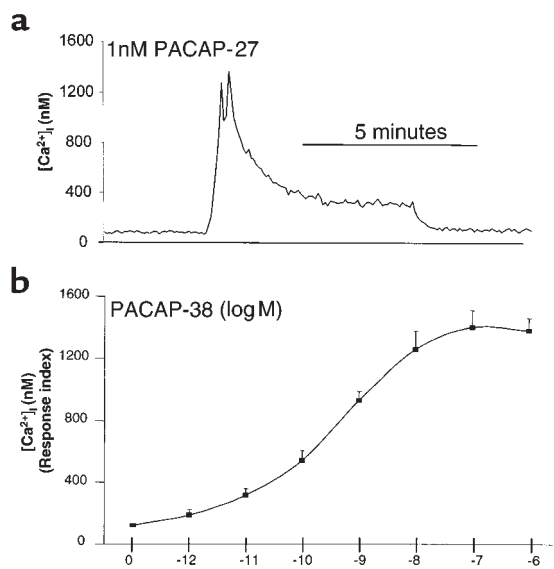 a
1nM PACAP-27
[Ca2+]i (nM)
1600
1200
800
400
0
5 minutes
b
PACAP-38 (log M)
[Ca2+]i (nM)
(Response index)
1600
1200
800
400
0
0 -12 -11 -10 -9 -8 -7 -6